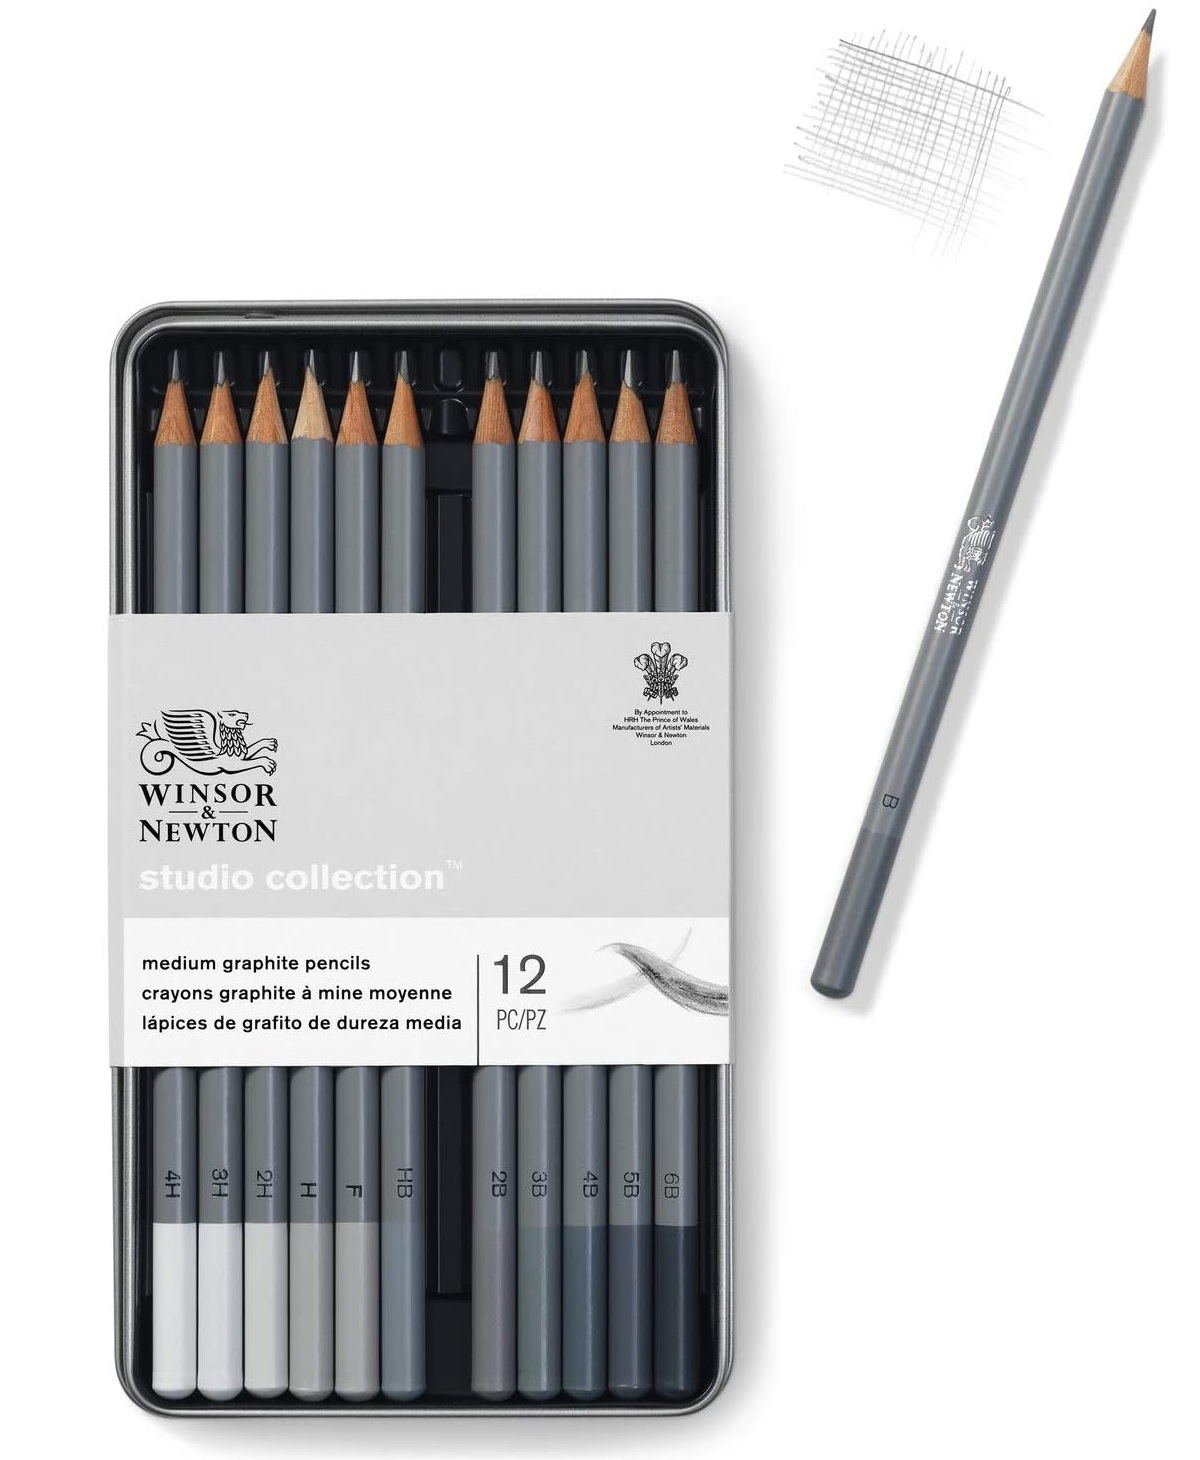 WINSOR
&
NEWTON
studio collection™
By Appointment to
HRH The Prince of Wales
Manufacturers of Artists' Materials
Winsor & Newton
London
medium graphite pencils
crayons graphite à mine moyenne
lápices de grafito de dureza media
12
PC/PZ
4H
3H
2H
H
F
HB
2B
3B
4B
5B
6B
WINSOR
&
NEWTON
B